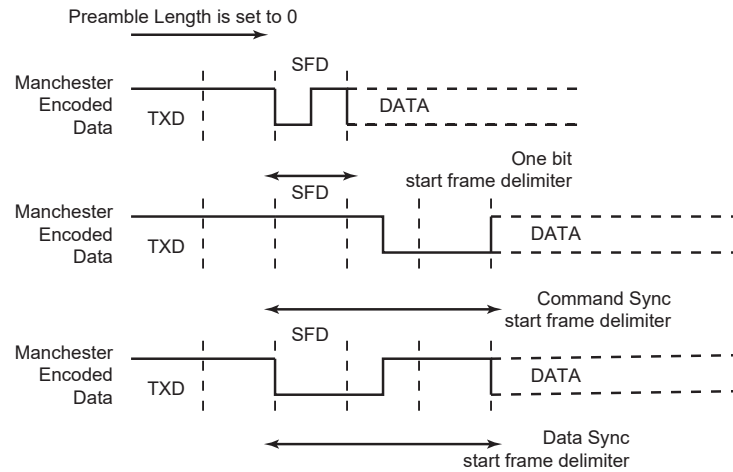 Preamble Length is set to 0
SFD
Manchester
Encoded
Data
TXD
DATA
One bit
start frame delimiter
SFD
Manchester
Encoded
Data
TXD
DATA
Command Sync
start frame delimiter
SFD
Manchester
Encoded
Data
TXD
DATA
Data Sync
start frame delimiter